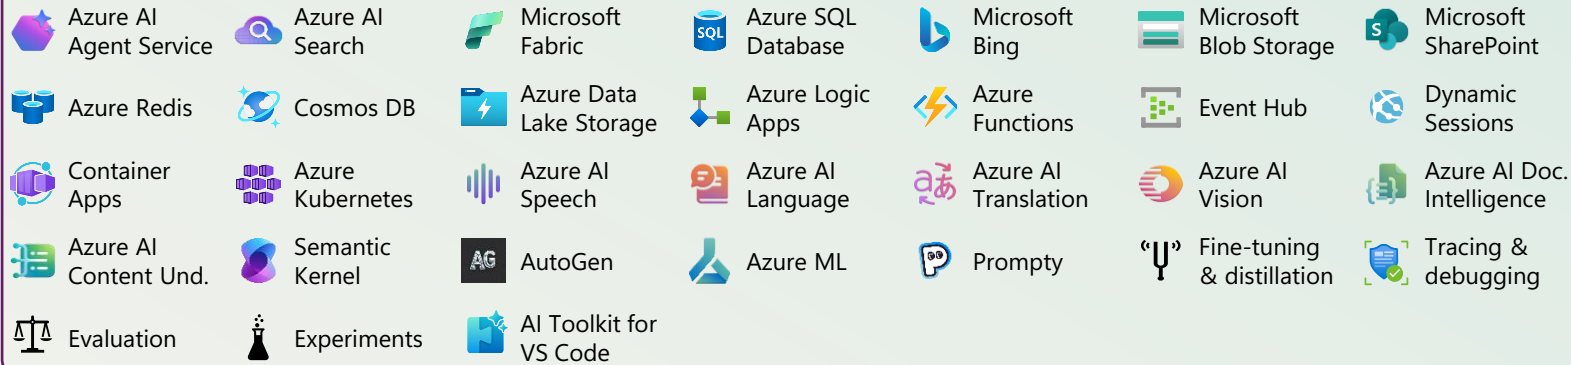 Azure AI
Agent Service
Azure AI
Search
Microsoft
Fabric
SQL
Azure SQL
Database
Microsoft
Bing
Microsoft
Blob Storage
S
Microsoft
SharePoint
Azure Redis
Cosmos DB
Azure Data
Lake Storage
Azure Logic
Apps
Azure
Functions
Event Hub
Dynamic
Sessions
Container
Apps
Azure
Kubernetes
Azure AI
Speech
Azure AI
Language
aあ
Azure AI
Translation
Azure AI
Vision
Azure AI Doc.
Intelligence
Azure AI
Content Und.
Semantic
Kernel
AG
AutoGen
Azure ML
P
Prompty
Fine-tuning
& distillation
Tracing &
debugging
Evaluation
Experiments
AI Toolkit for
VS Code